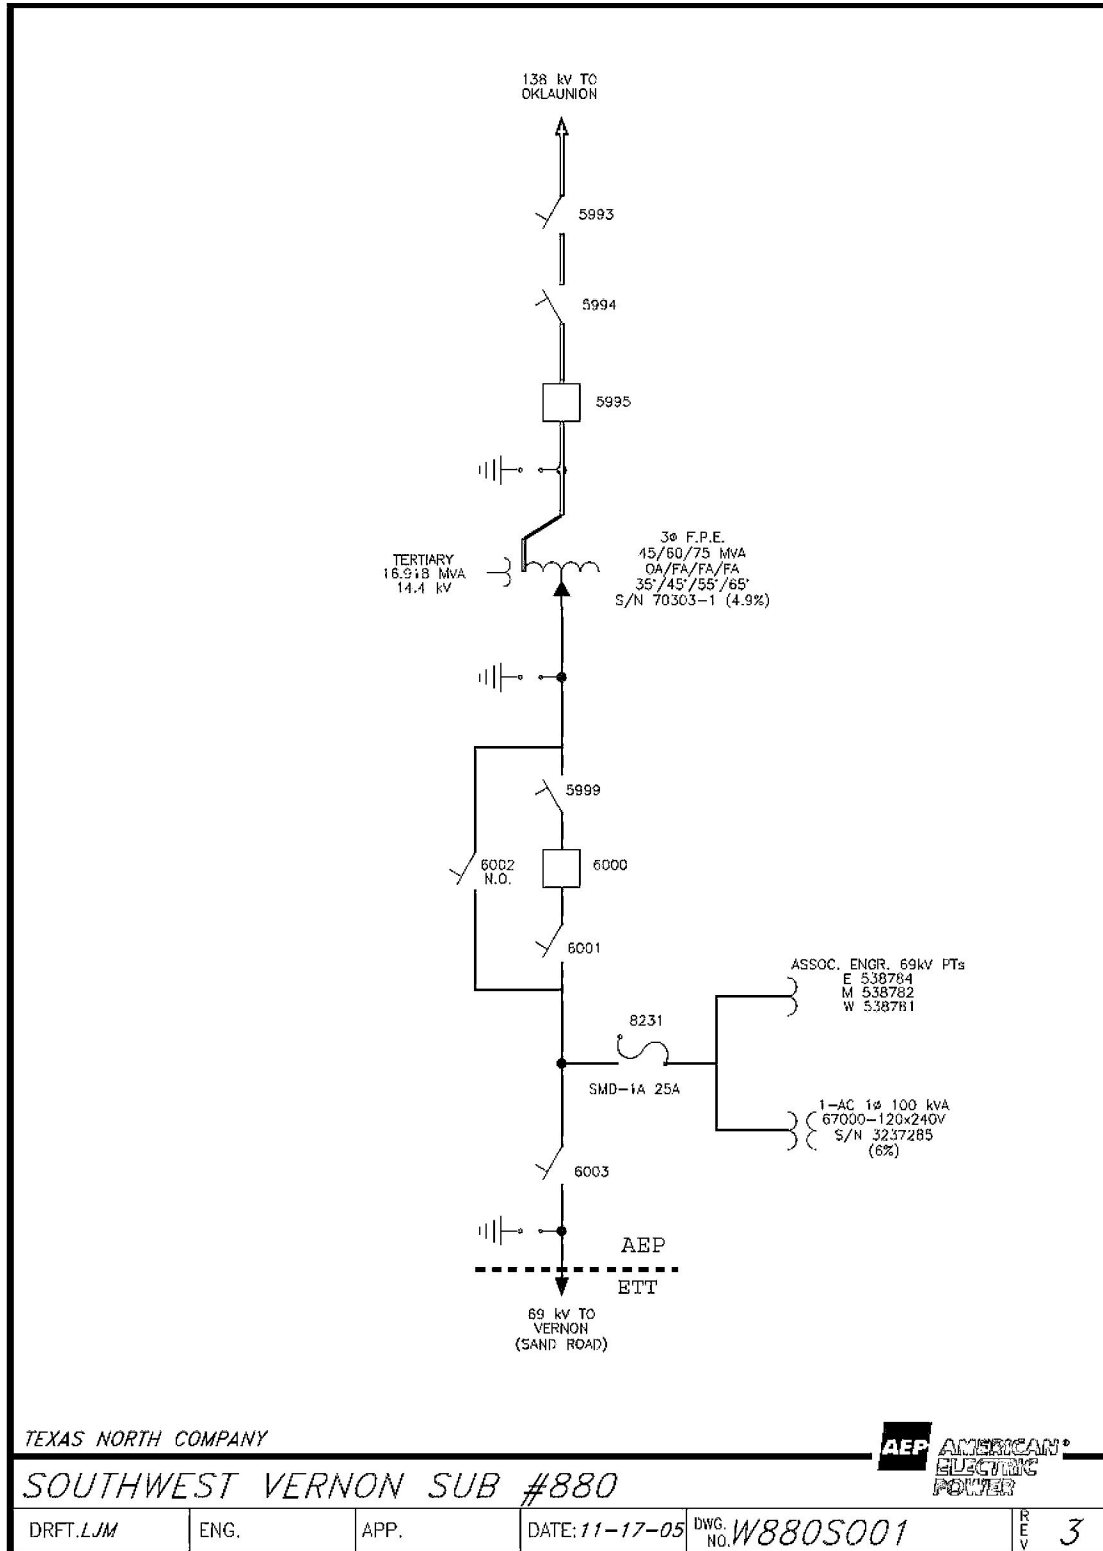 138 kV TO
OKLAUNION
5993
5994
5995
TERTIARY
16.918 MVA
14.4 kV
3ø F.P.E.
45/60/75 MVA
OA/FA/FA/FA
35°/45°/55°/65°
S/N 70303-1 (4.9%)
5999
6002
N.O.
6000
6001
ASSOC. ENGR. 69kV PTs
E 538784
M 538782
W 538781
8231
SMD-1A 25A
1-AC 1ø 100 kVA
67000-120x240V
S/N 3237285
(6%)
6003
AEP
ETT
69 kV TO
VERNON
(SAND ROAD)
TEXAS NORTH COMPANY
AEP AMERICAN®
ELECTRIC
POWER
SOUTHWEST VERNON SUB #880
DRFT. LJM
ENG.
APP.
DATE: 11-17-05
DWG. NO. W880S001
REV 3